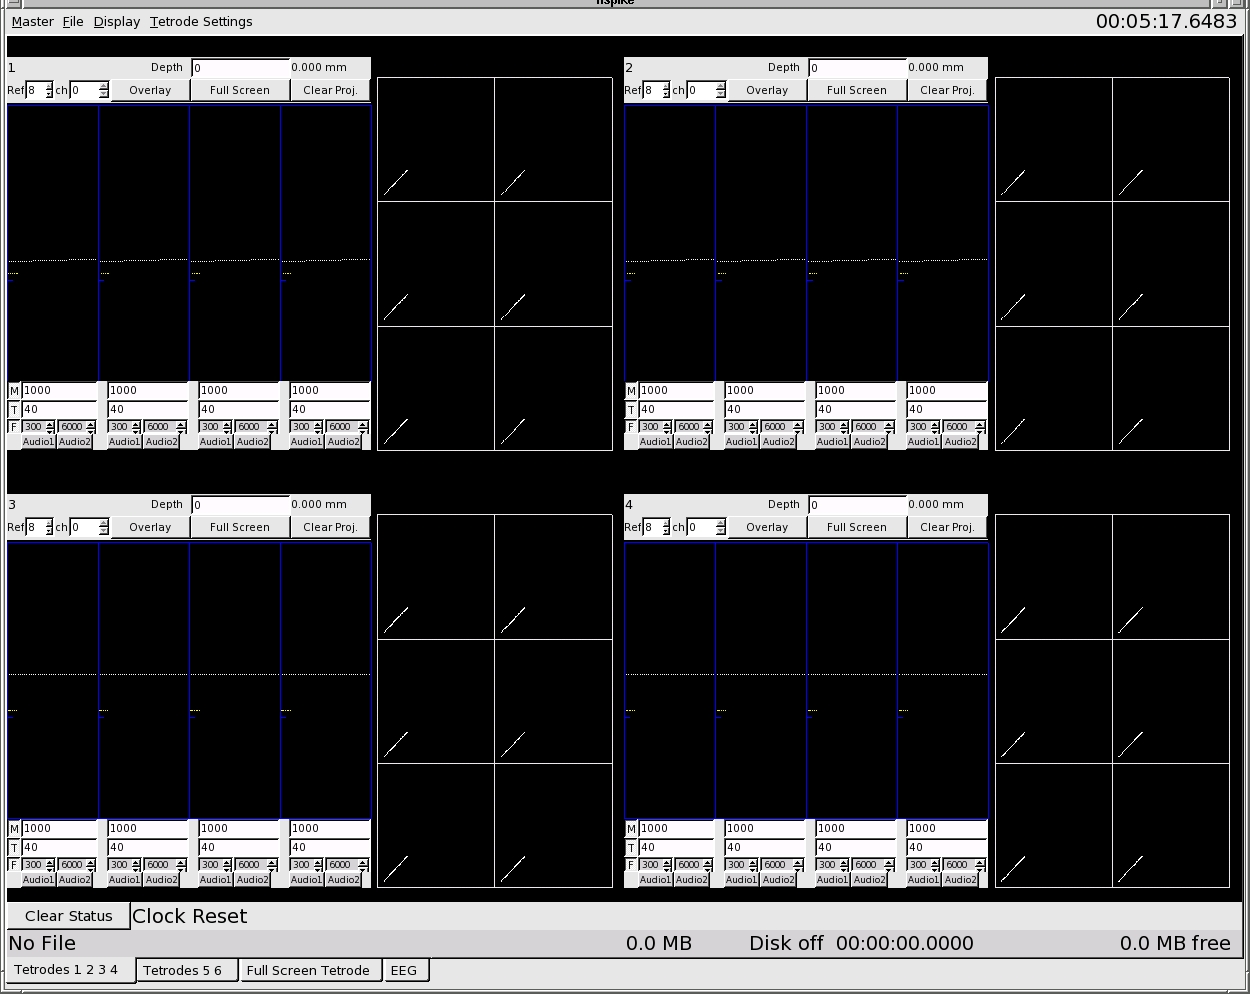 nspike
Master File Display Tetrode Settings 00:05:17.6483
1 Depth 0 0.000 mm
Ref 8 ch 0 Overlay Full Screen Clear Proj.
M 1000 1000 1000 1000
T 40 40 40 40
F 300 6000 300 6000 300 6000 300 6000
Audio1 Audio2 Audio1 Audio2 Audio1 Audio2 Audio1 Audio2
2 Depth 0 0.000 mm
Ref 8 ch 0 Overlay Full Screen Clear Proj.
M 1000 1000 1000 1000
T 40 40 40 40
F 300 6000 300 6000 300 6000 300 6000
Audio1 Audio2 Audio1 Audio2 Audio1 Audio2 Audio1 Audio2
3 Depth 0 0.000 mm
Ref 8 ch 0 Overlay Full Screen Clear Proj.
M 1000 1000 1000 1000
T 40 40 40 40
F 300 6000 300 6000 300 6000 300 6000
Audio1 Audio2 Audio1 Audio2 Audio1 Audio2 Audio1 Audio2
4 Depth 0 0.000 mm
Ref 8 ch 0 Overlay Full Screen Clear Proj.
M 1000 1000 1000 1000
T 40 40 40 40
F 300 6000 300 6000 300 6000 300 6000
Audio1 Audio2 Audio1 Audio2 Audio1 Audio2 Audio1 Audio2
Clear Status Clock Reset
No File 0.0 MB Disk off 00:00:00.0000 0.0 MB free
Tetrodes 1 2 3 4 Tetrodes 5 6 Full Screen Tetrode EEG